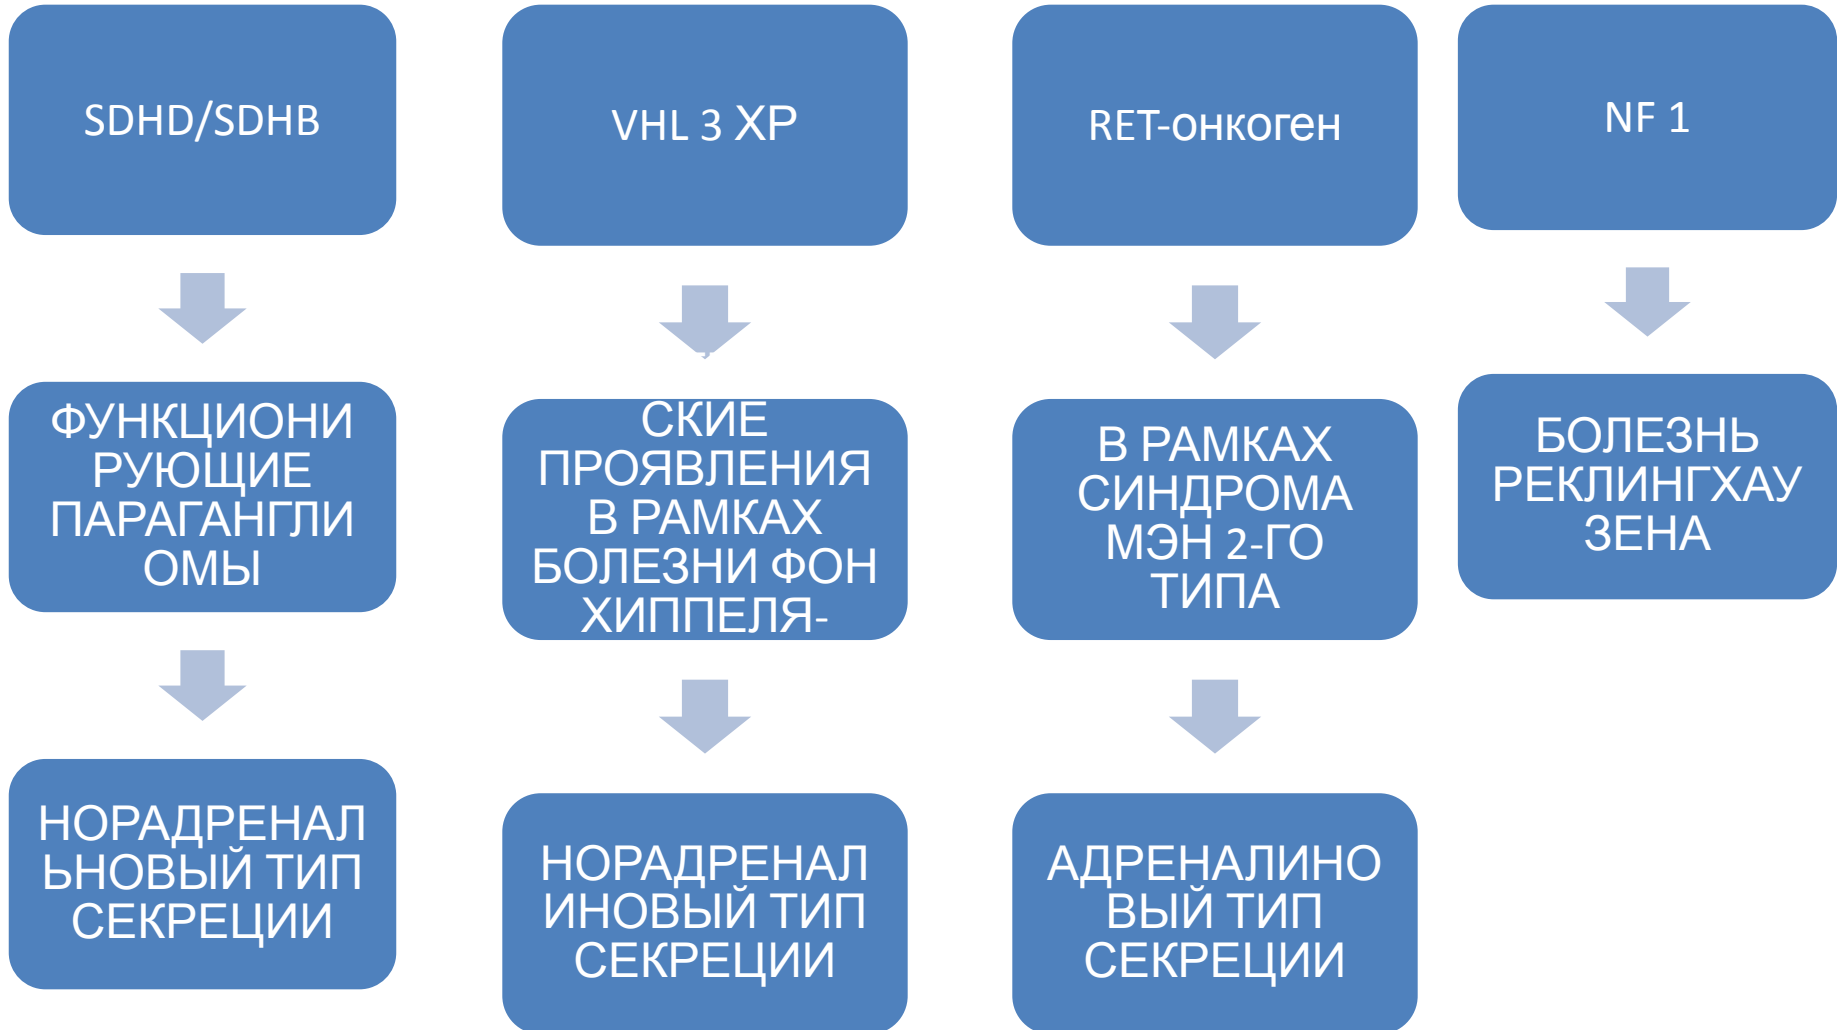 SDHD/SDHB
ФУНКЦИОНИ
РУЮЩИЕ
ПАРАГАНГЛИ
ОМЫ
НОРАДРЕНАЛ
ЬНОВЫЙ ТИП
СЕКРЕЦИИ
VHL 3 ХР
СКИЕ
ПРОЯВЛЕНИЯ
В РАМКАХ
БОЛЕЗНИ ФОН
ХИППЕЛЯ-
НОРАДРЕНАЛ
ИНОВЫЙ ТИП
СЕКРЕЦИИ
RET-онкоген
В РАМКАХ
СИНДРОМА
МЭН 2-ГО
ТИПА
АДРЕНАЛИНО
ВЫЙ ТИП
СЕКРЕЦИИ
NF 1
БОЛЕЗНЬ
РЕКЛИНГХАУ
ЗЕНА